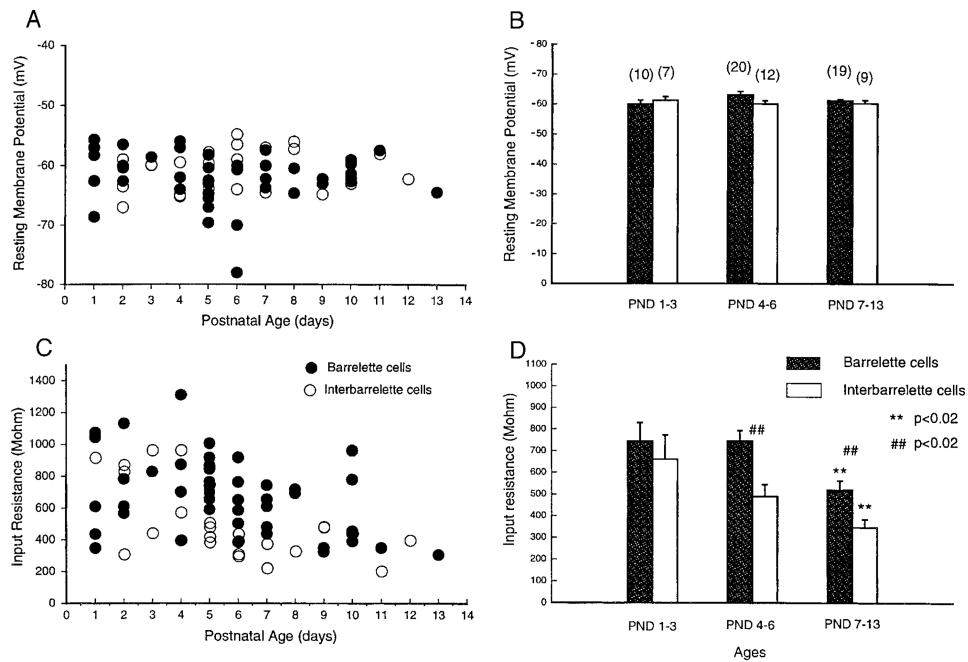 A
Resting Membrane Potential (mV)
-40
-50
-60
-70
-80
0 1 2 3 4 5 6 7 8 9 10 11 12 13 14
Postnatal Age (days)
B
Resting Membrane Potential (mV)
-80
-70
-60
-50
-40
-30
-20
-10
0
(10) (7)
(20) (12)
(19) (9)
PND 1-3 PND 4-6 PND 7-13
C
Input Resistance (Mohm)
1400
1200
1000
800
600
400
200
0
Barrelette cells
Interbarrelette cells
0 1 2 3 4 5 6 7 8 9 10 11 12 13 14
Postnatal Age (days)
D
Input resistance (Mohm)
1100
1000
900
800
700
600
500
400
300
200
100
0
Barrelette cells
Interbarrelette cells
** p<0.02
## p<0.02
##
##
**
**
PND 1-3 PND 4-6 PND 7-13
Ages